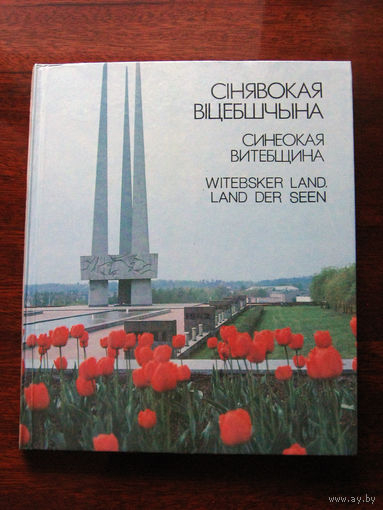 СІНЯВОКАЯ
ВІЦЕБШЧЫНА
СИНЕОКАЯ
ВИТЕБЩИНА
WITEBSKER LAND.
LAND DER SEEN
www.ay.by